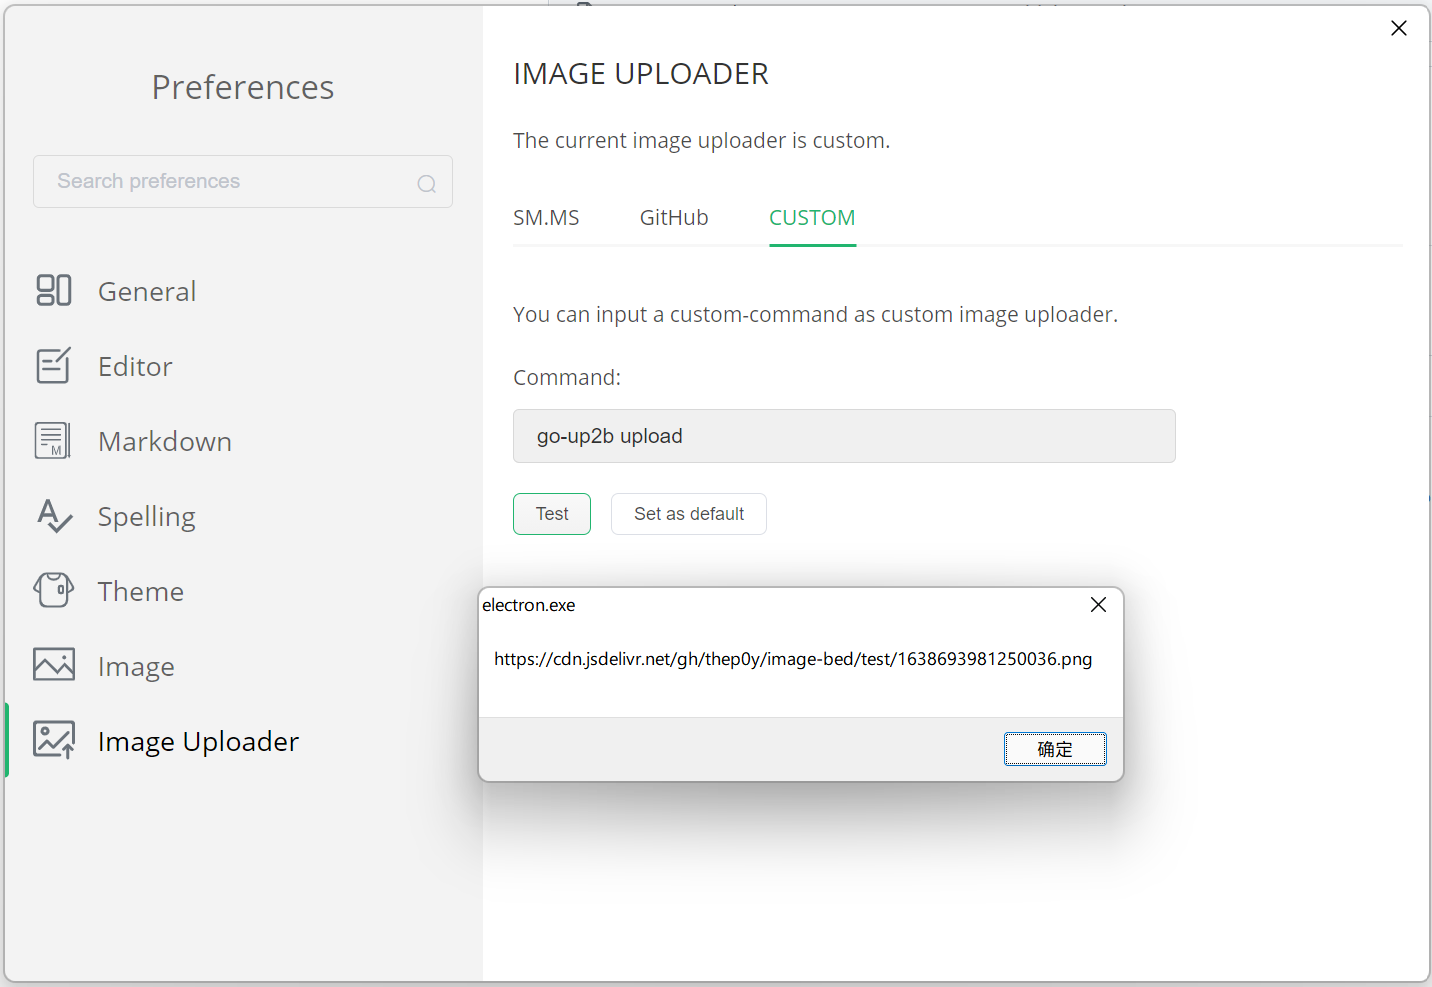 Preferences
Search preferences
General
Editor
Markdown
Spelling
Theme
Image
Image Uploader
IMAGE UPLOADER
The current image uploader is custom.
SM.MS GitHub CUSTOM
You can input a custom-command as custom image uploader.
Command:
go-up2b upload
Test Set as default
electron.exe
https://cdn.jsdelivr.net/gh/thep0y/image-bed/test/1638693981250036.png
确定